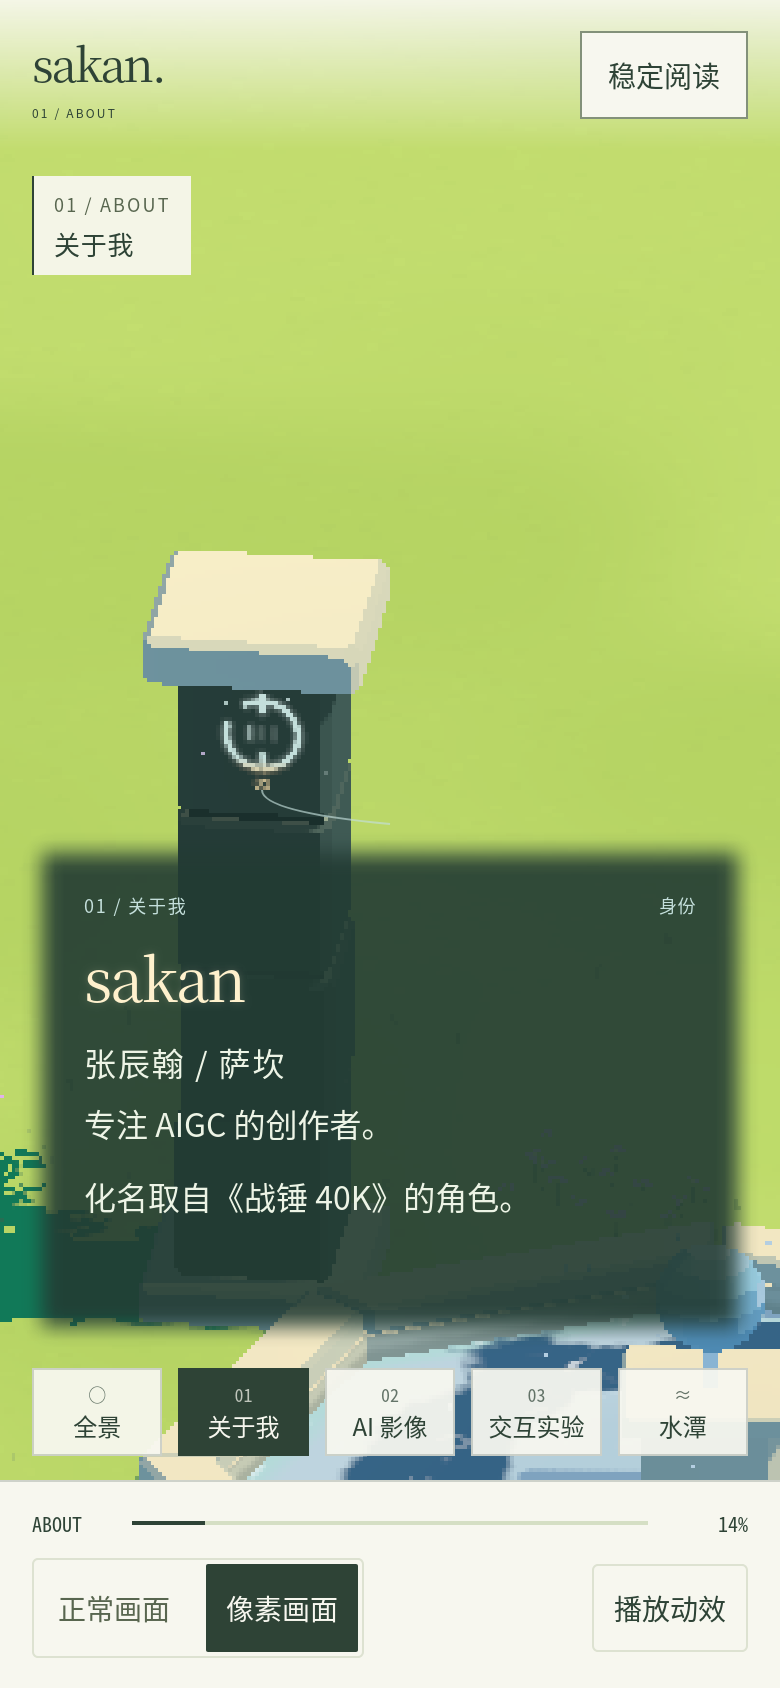 sakan.
01 / ABOUT
稳定阅读
01 / ABOUT
关于我
01 / 关于我
身份
sakan
张辰翰 / 萨坎
专注 AIGC 的创作者。
化名取自《战锤 40K》的角色。
全景
01
关于我
02
AI 影像
03
交互实验
≈
水潭
ABOUT
14%
正常画面
像素画面
播放动效